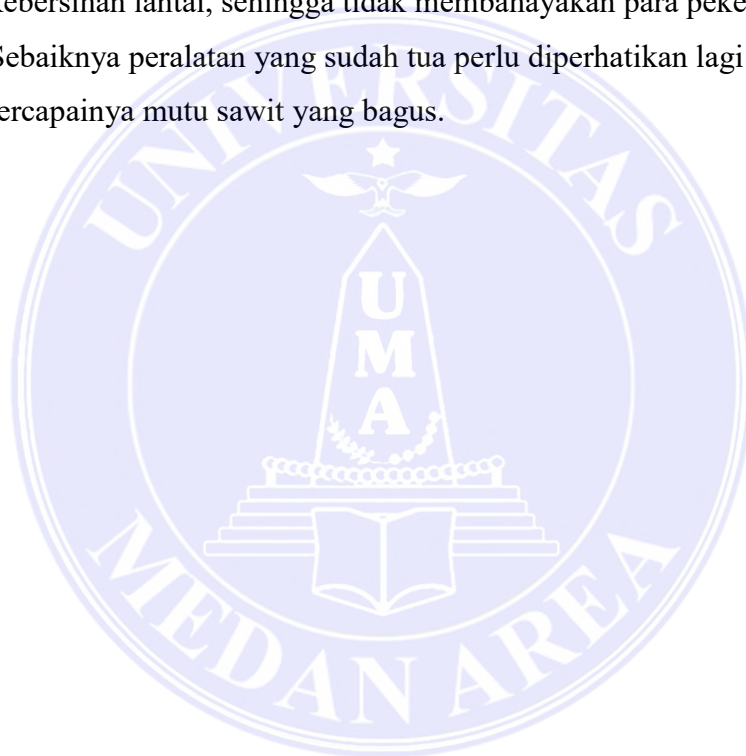 kebersihan lantai, sehingga tidak membahayakan para
Sebaiknya peralatan yang sudah tua perlu diperhatikan lagi
tercapainya mutu sawit yang bagus.
UNIVERSITAS
UMA
MEDAN AREA